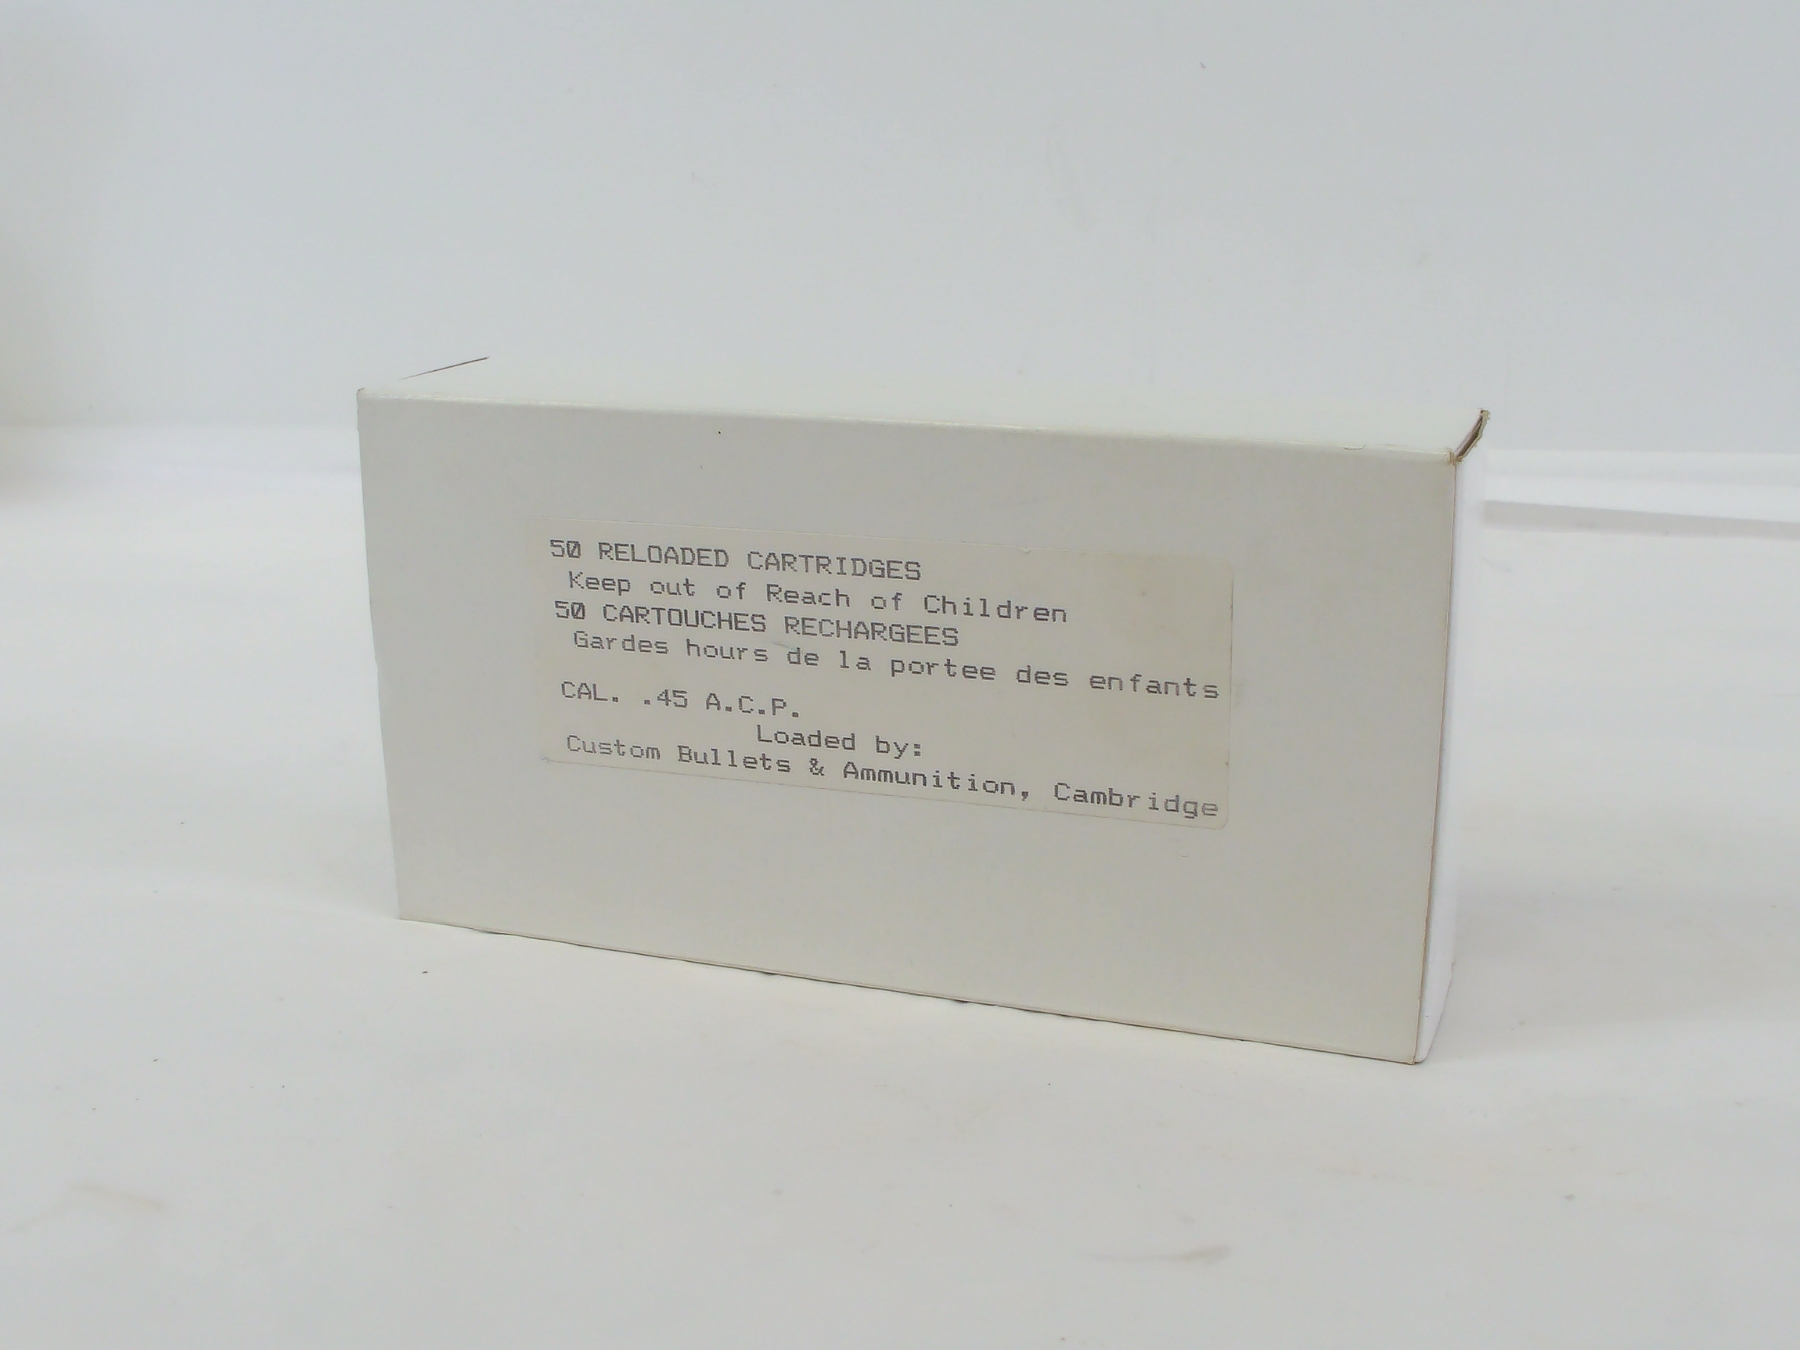 50 RELOADED CARTRIDGES
Keep out of Reach of Children
50 CARTOUCHES RECHARGEES
Gardes hours de la portee des enfants
CAL. .45 A.C.P.
Loaded by:
Custom Bullets & Ammunition, Cambridge